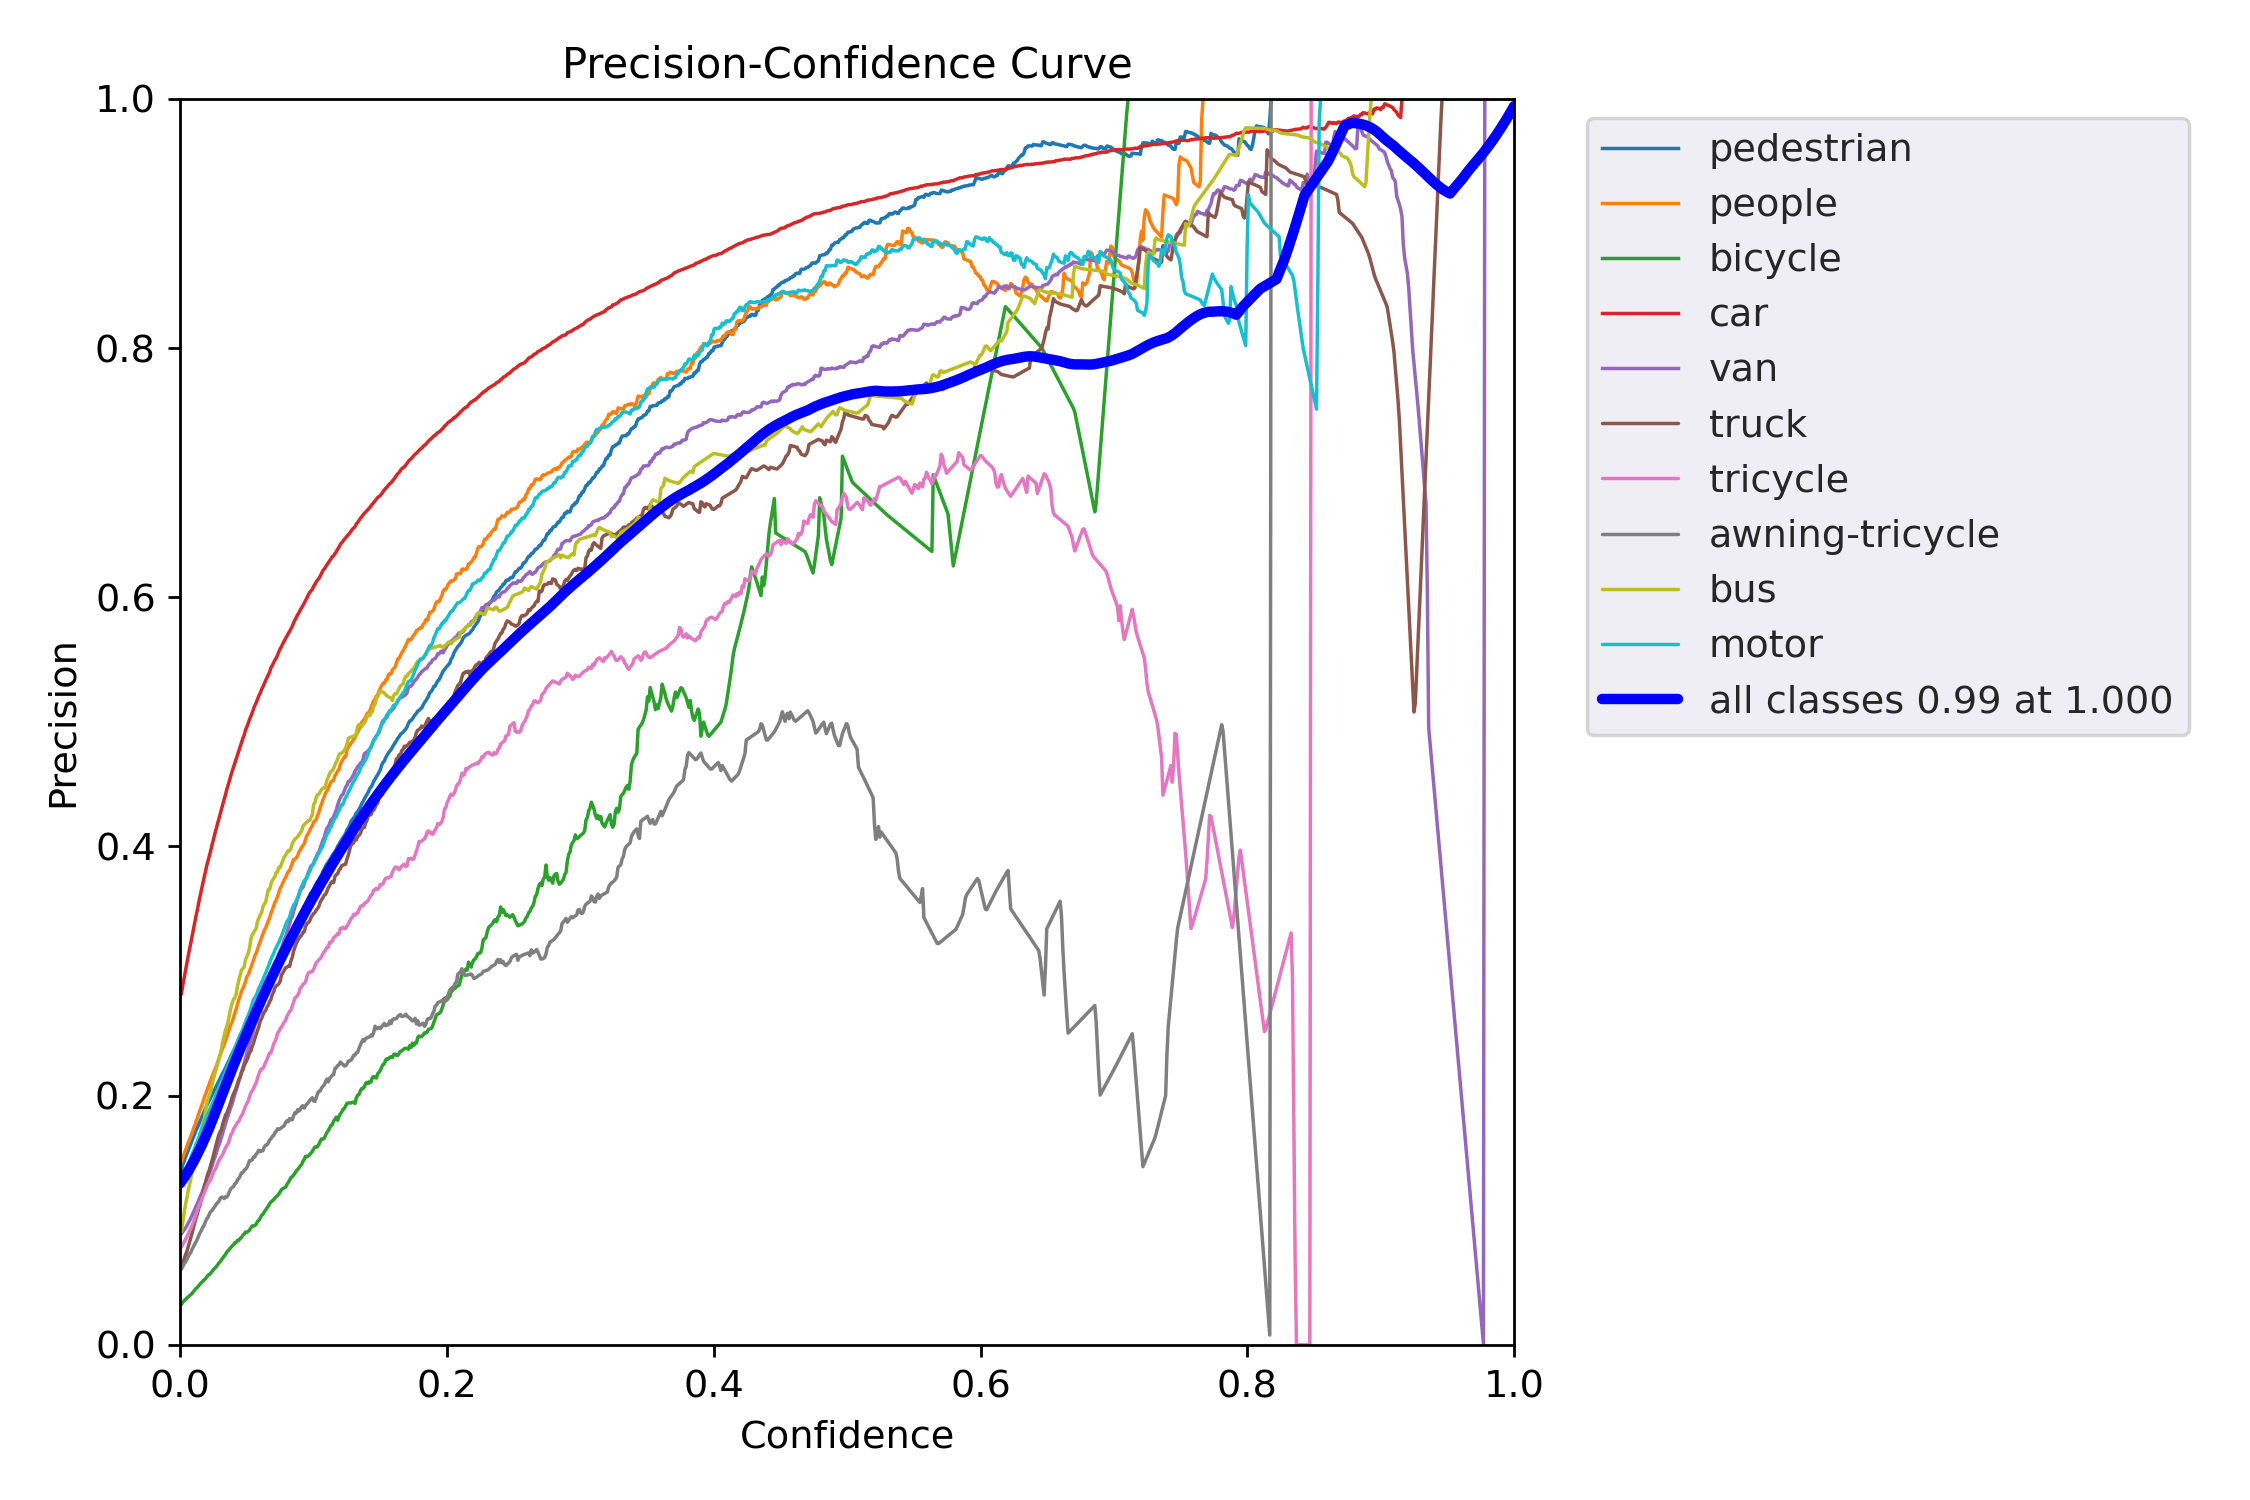 Precision-Confidence Curve
1.0
0.8
0.6
0.4
0.2
0.0
Precision
0.0 0.2 0.4 0.6 0.8 1.0
Confidence
pedestrian
people
bicycle
car
van
truck
tricycle
awning-tricycle
bus
motor
all classes 0.99 at 1.000